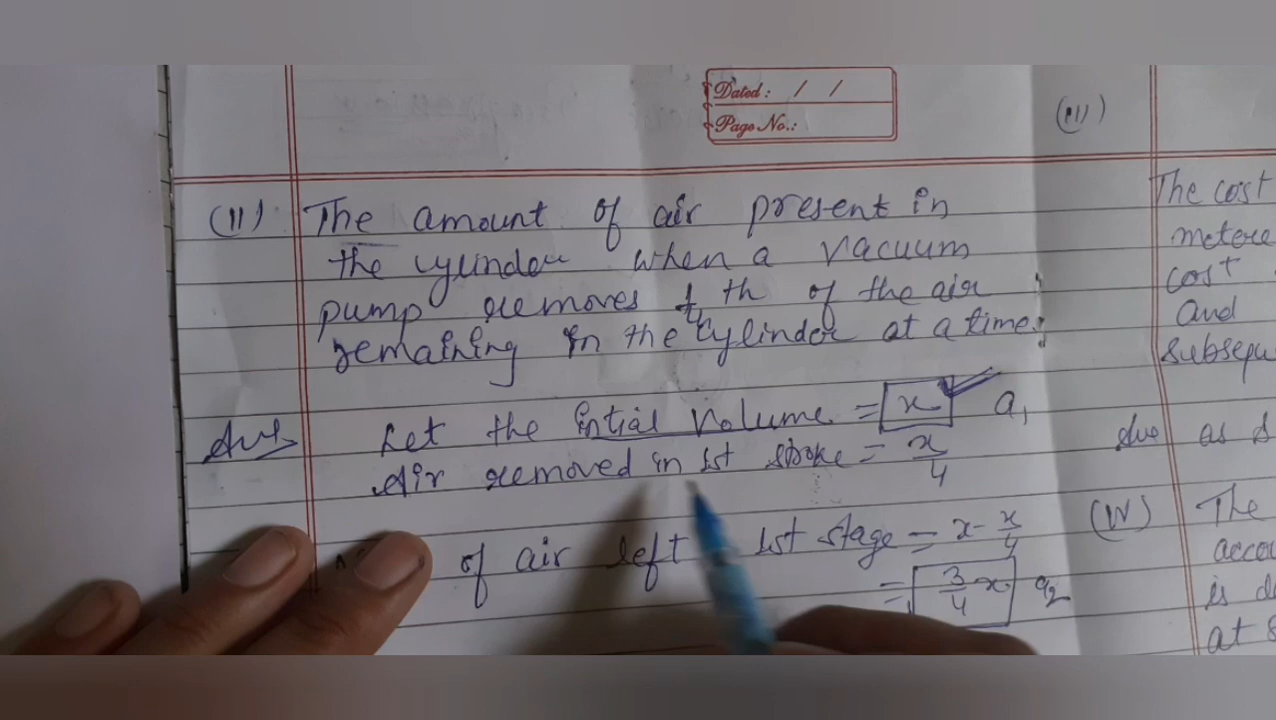 Dated : / /
Page No.:
(II) The amount of air present in
the cylinder when a vacuum
pump removes 1/4 th of the air
remaining in the cylinder at a time.
Ans Let the intial volume = x a1
Air removed in 1st stroke = x/4
of air left 1st stage = x - x/4
= 3/4 x a2
(III)
The cost
metere
cost
and
subsequ
as
(IV) The
acco
is d
at